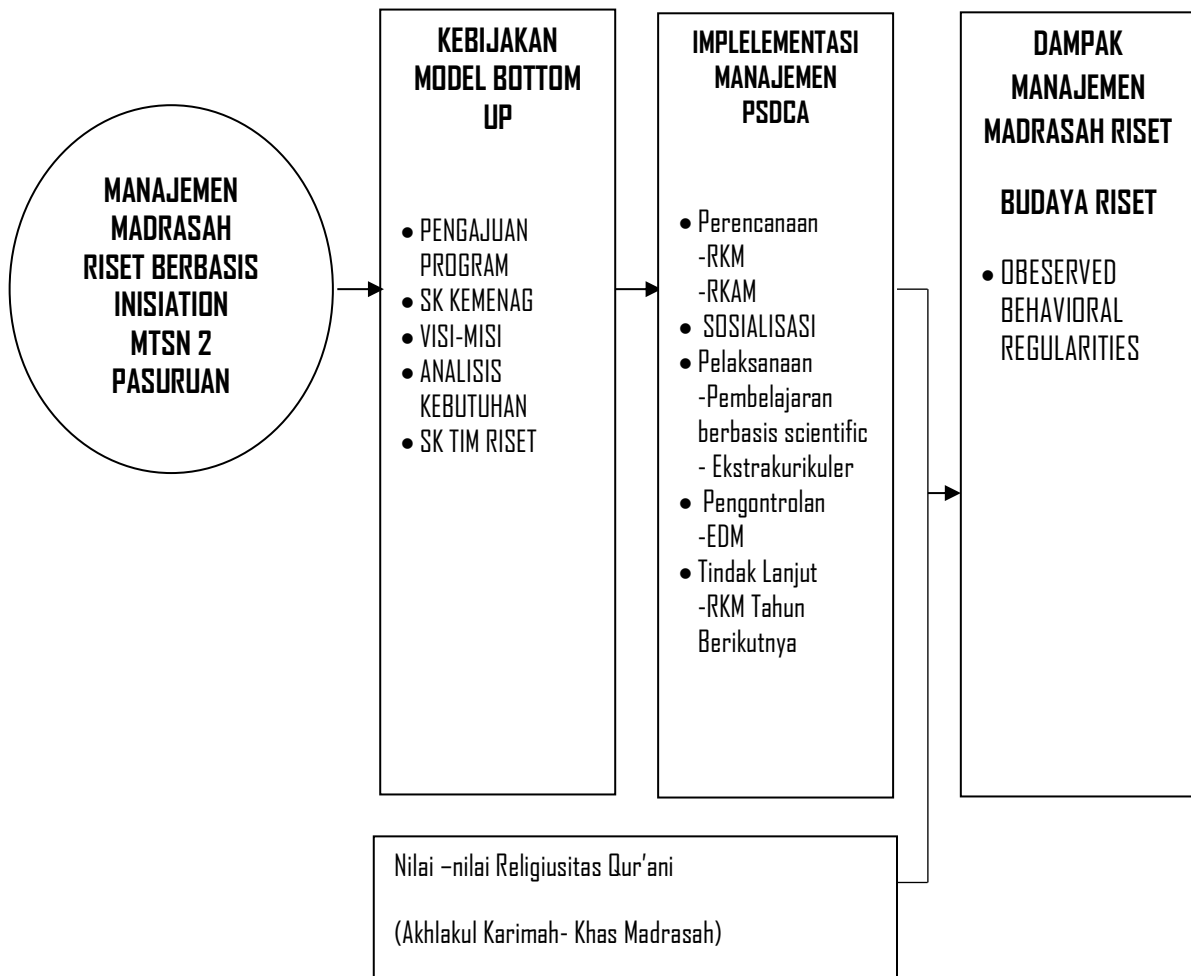 MANAJEMEN
MADRASAH
RISET BERBASIS
INISIATION
MTSN 2
PASURUAN
KEBIJAKAN
MODEL BOTTOM
UP
• PENGAJUAN
PROGRAM
• SK KEMENAG
• VISI-MISI
• ANALISIS
KEBUTUHAN
• SK TIM RISET
IMPLELEMENTASI
MANAJEMEN
PSDCA
• Perencanaan
-RKM
-RKAM
• SOSIALISASI
• Pelaksanaan
-Pembelajaran
berbasis scientific
- Ekstrakurikuler
• Pengontrolan
-EDM
• Tindak Lanjut
-RKM Tahun
Berikutnya
DAMPAK
MANAJEMEN
MADRASAH RISET
BUDAYA RISET
• OBESERVED
BEHAVIORAL
REGULARITIES
Nilai –nilai Religiusitas Qur’ani
(Akhlakul Karimah- Khas Madrasah)